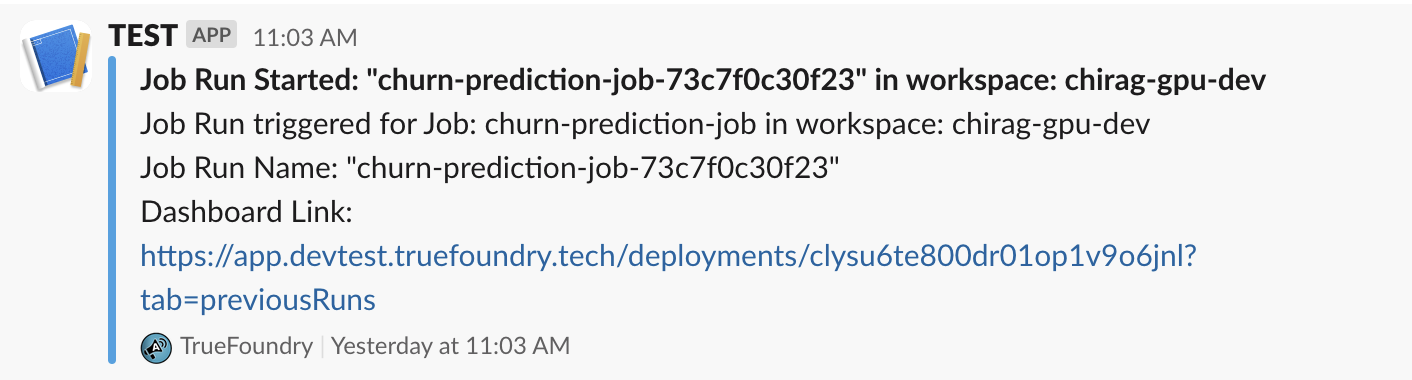 TEST APP 11:03 AM
Job Run Started: "churn-prediction-job-73c7f0c30f23" in workspace: chirag-gpu-dev
Job Run triggered for Job: churn-prediction-job in workspace: chirag-gpu-dev
Job Run Name: "churn-prediction-job-73c7f0c30f23"
Dashboard Link:
https://app.devtest.truefoundry.tech/deployments/clysu6te800dr01op1v9o6jnl?
tab=previousRuns
TrueFoundry | Yesterday at 11:03 AM